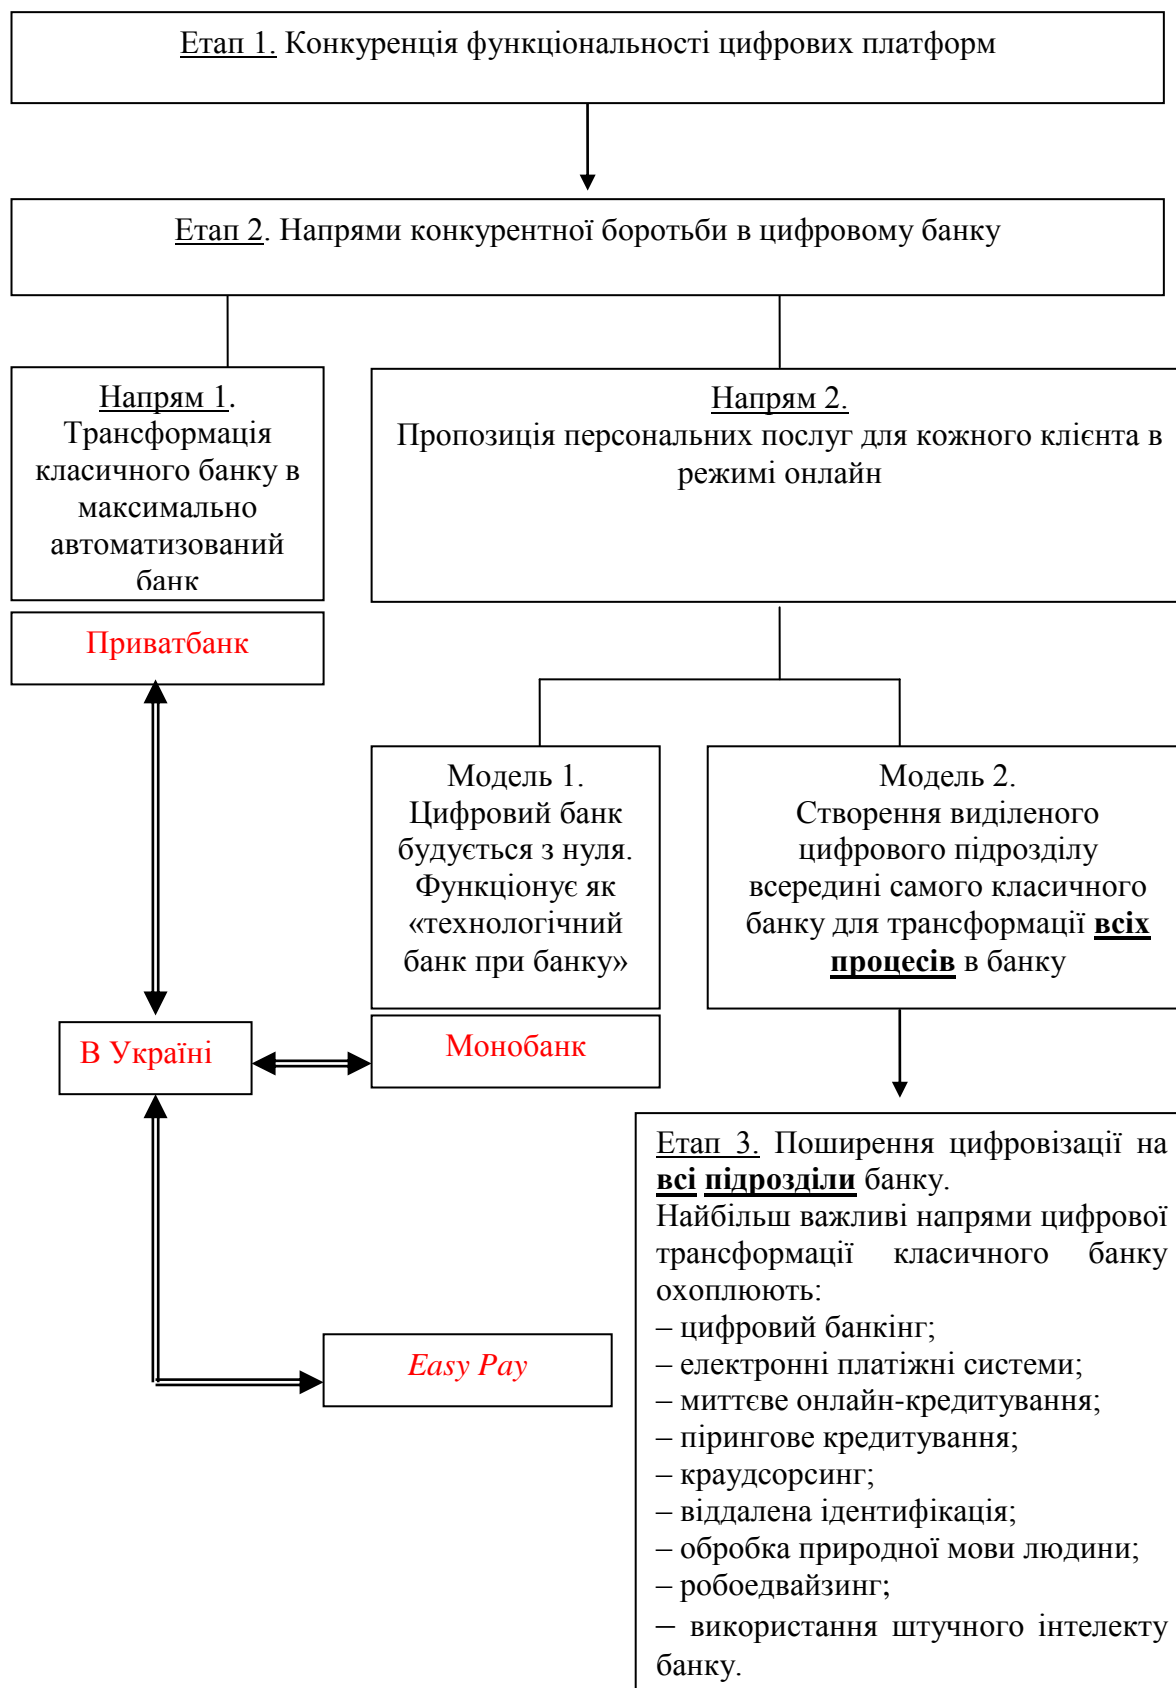 Етап 1. Конкуренція функціональності цифрових платформ
Етап 2. Напрями конкурентної боротьби в цифровому банку
Напрям 1.
Трансформація
класичного банку в
максимально
автоматизований
банк
Приватбанк
Напрям 2.
Пропозиція персональних послуг для кожного клієнта в
режимі онлайн
Модель 1.
Цифровий банк
будується з нуля.
Функціонує як
«технологічний
банк при банку»
Монобанк
Модель 2.
Створення виділеного
цифрового підрозділу
всередині самого класичного
банку для трансформації всіх
процесів в банку
В Україні
Easy Pay
Етап 3. Поширення цифровізації на
всі підрозділи банку.
Найбільш важливі напрями цифрової
трансформації класичного банку
охоплюють:
– цифровий банкінг;
– електронні платіжні системи;
– миттєве онлайн-кредитування;
– пірингове кредитування;
– краудсорсинг;
– віддалена ідентифікація;
– обробка природної мови людини;
– робоедвайзинг;
– використання штучного інтелекту
банку.